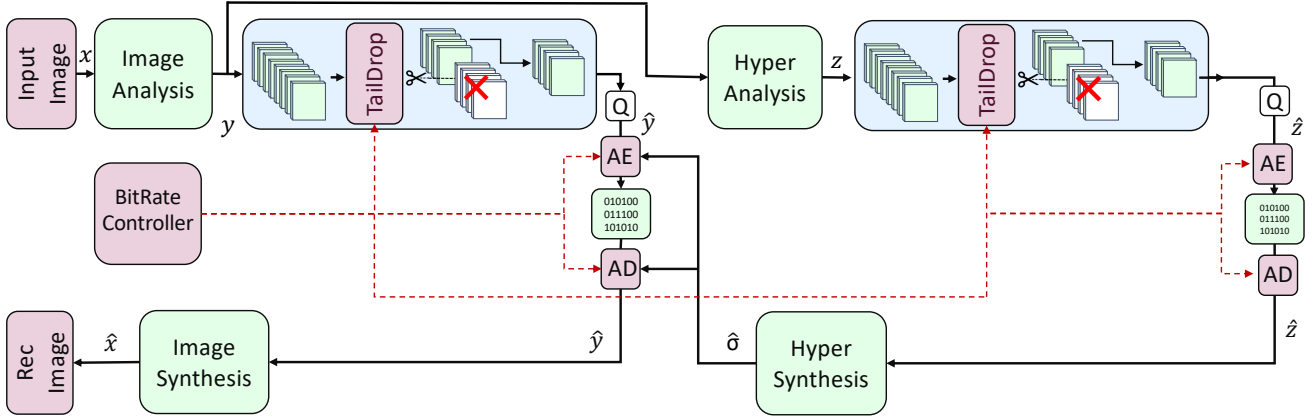 Input
Image
x
Image
Analysis
y
TailDrop
Q
ŷ
Hyper
Analysis
z
TailDrop
Q
ẑ
BitRate
Controller
AE
010100
011100
101010
AD
AE
010100
011100
101010
AD
Rec
Image
x̂
Image
Synthesis
ŷ
σ̂
Hyper
Synthesis
ẑ